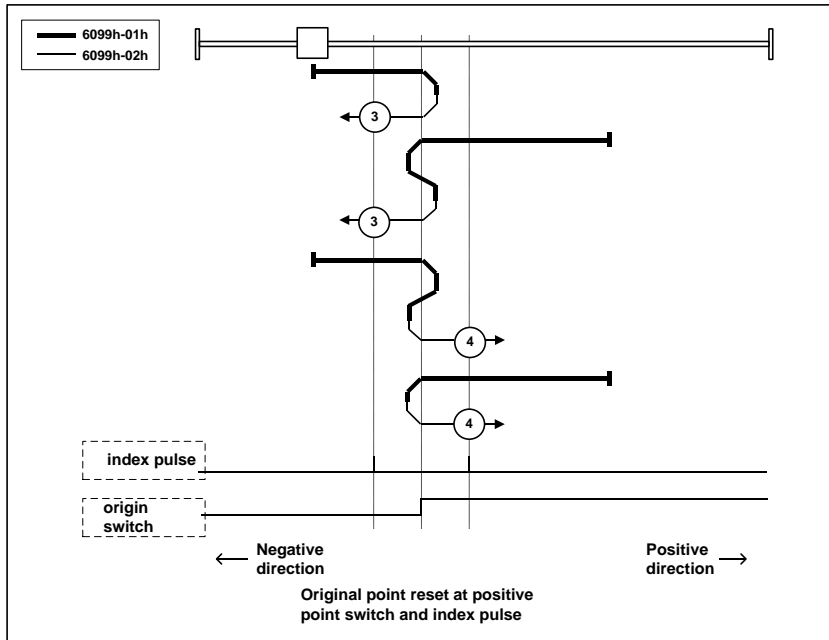 6099h-01h
6099h-02h
3
3
4
4
index pulse
origin
switch
Negative
direction
Positive
direction
Original point reset at positive
point switch and index pulse